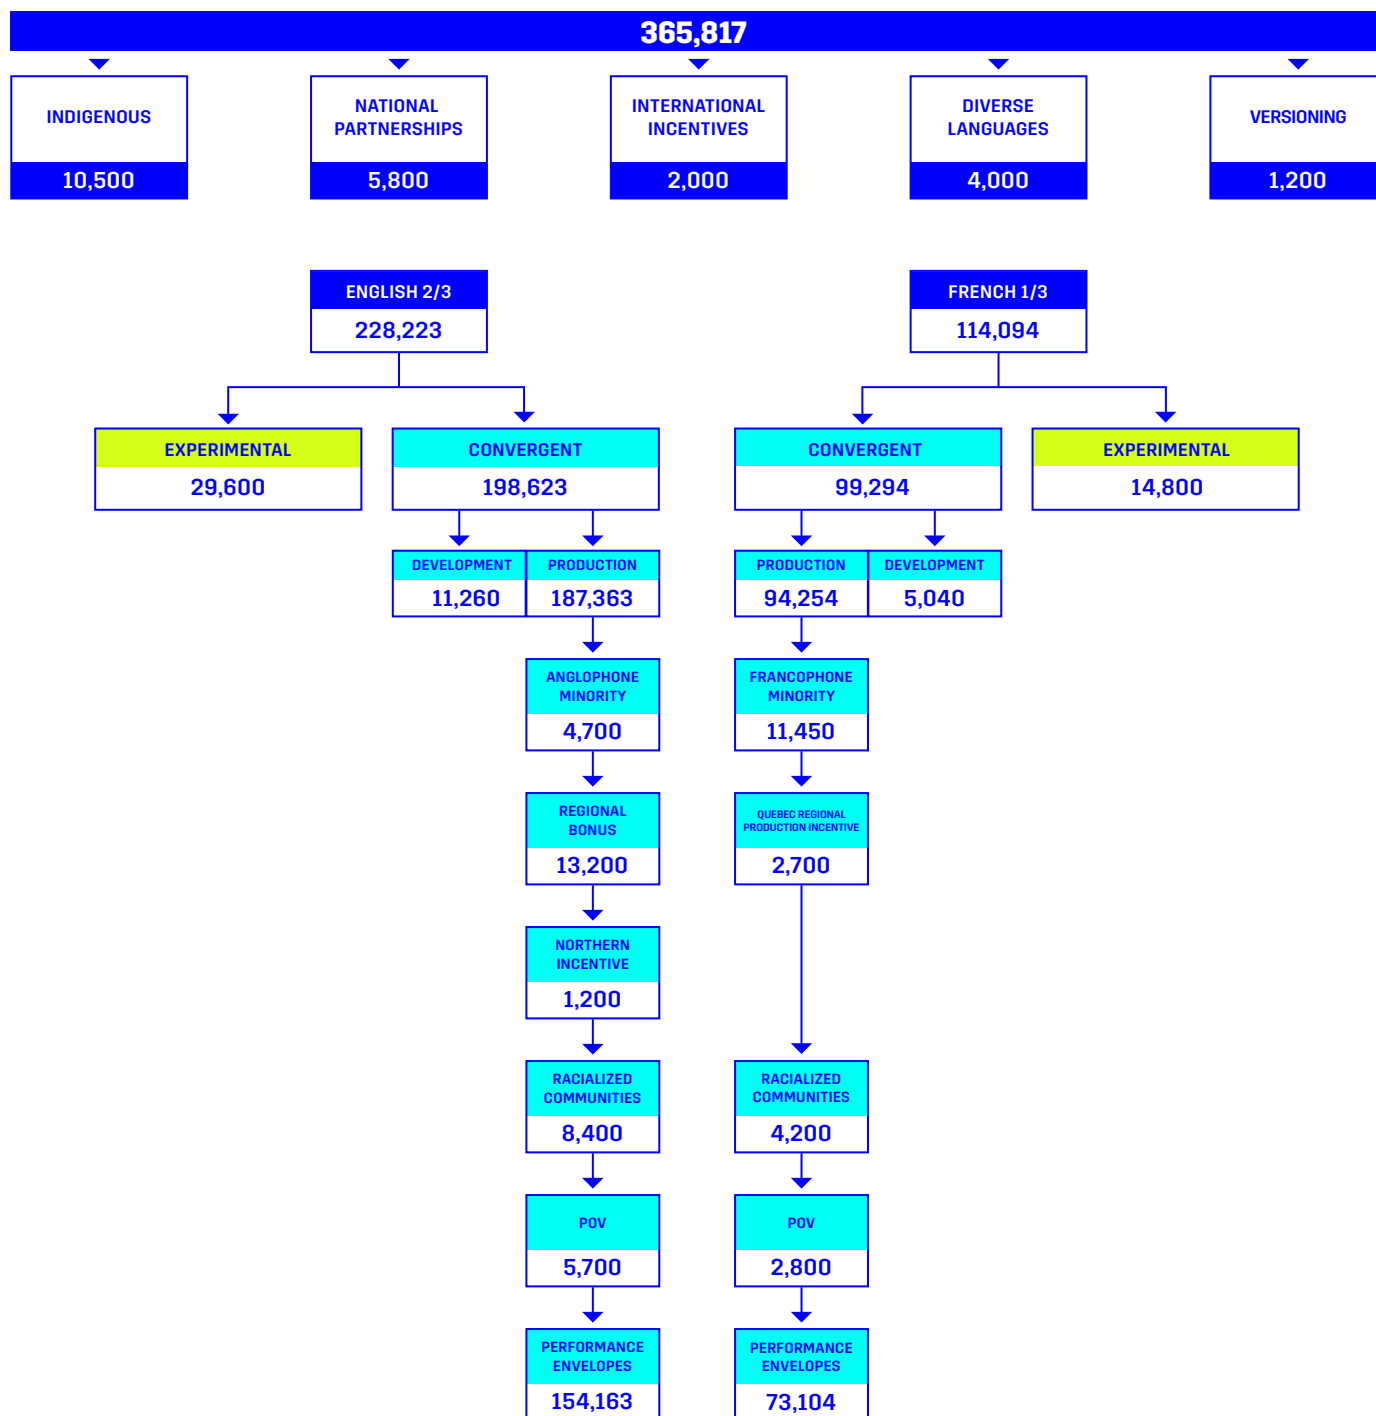 365,817
INDIGENOUS
10,500
NATIONAL
PARTNERSHIPS
5,800
INTERNATIONAL
INCENTIVES
2,000
DIVERSE
LANGUAGES
4,000
VERSIONING
1,200
ENGLISH 2/3
228,223
FRENCH 1/3
114,094
EXPERIMENTAL
29,600
CONVERGENT
198,623
CONVERGENT
99,294
EXPERIMENTAL
14,800
DEVELOPMENT
11,260
PRODUCTION
187,363
PRODUCTION
94,254
DEVELOPMENT
5,040
ANGLOPHONE
MINORITY
4,700
FRANCOPHONE
MINORITY
11,450
REGIONAL
BONUS
13,200
QUEBEC REGIONAL
PRODUCTION INCENTIVE
2,700
NORTHERN
INCENTIVE
1,200
RACIALIZED
COMMUNITIES
8,400
RACIALIZED
COMMUNITIES
4,200
POV
5,700
POV
2,800
PERFORMANCE
ENVELOPES
154,163
PERFORMANCE
ENVELOPES
73,104